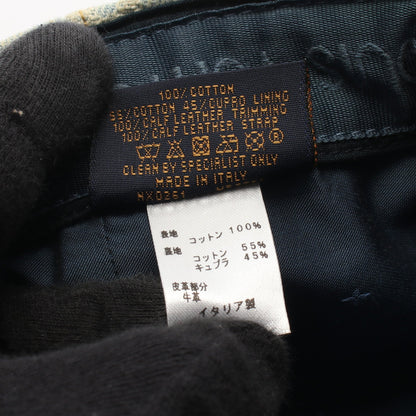 100%COTTON
55%COTTON 45%CUPRO LINING
100%CALF LEATHER TRIMMING
100%CALF LEATHER STRAP
CLEAN BY SPECIALIST ONLY
MADE IN ITALY
NX0261
表地 コットン 100%
裏地 コットン 55%
キュプラ 45%
皮革部分
牛革
イタリア製